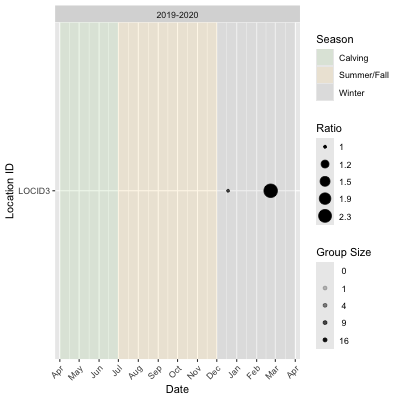 2019-2020
Location ID
LOCID3
Apr May Jun Jul Aug Sep Oct Nov Dec Jan Feb Mar Apr
Date
Season
Calving
Summer/Fall
Winter
Ratio
1
1.2
1.5
1.9
2.3
Group Size
0
1
4
9
16